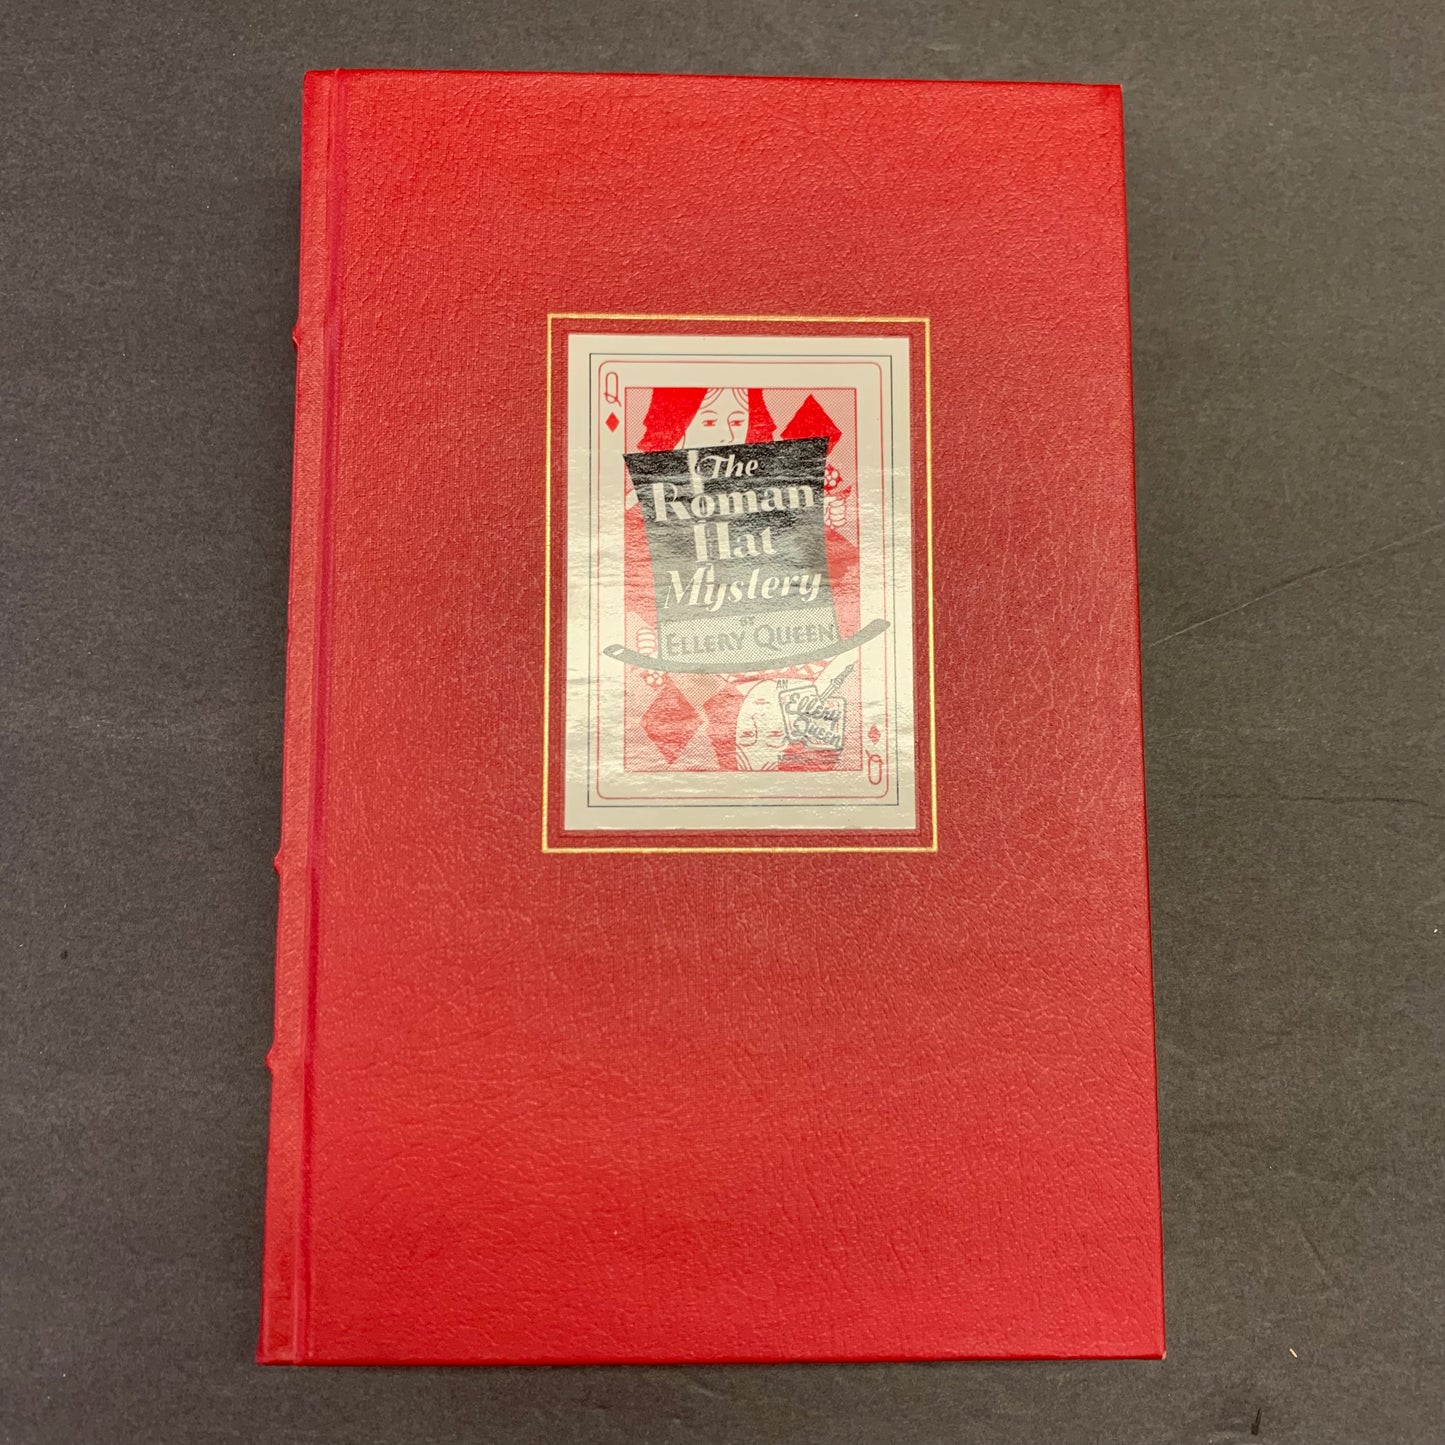 Q
The
Roman
Hat
Mystery
BY
ELLERY QUEEN
AN
Ellery
Queen
Q